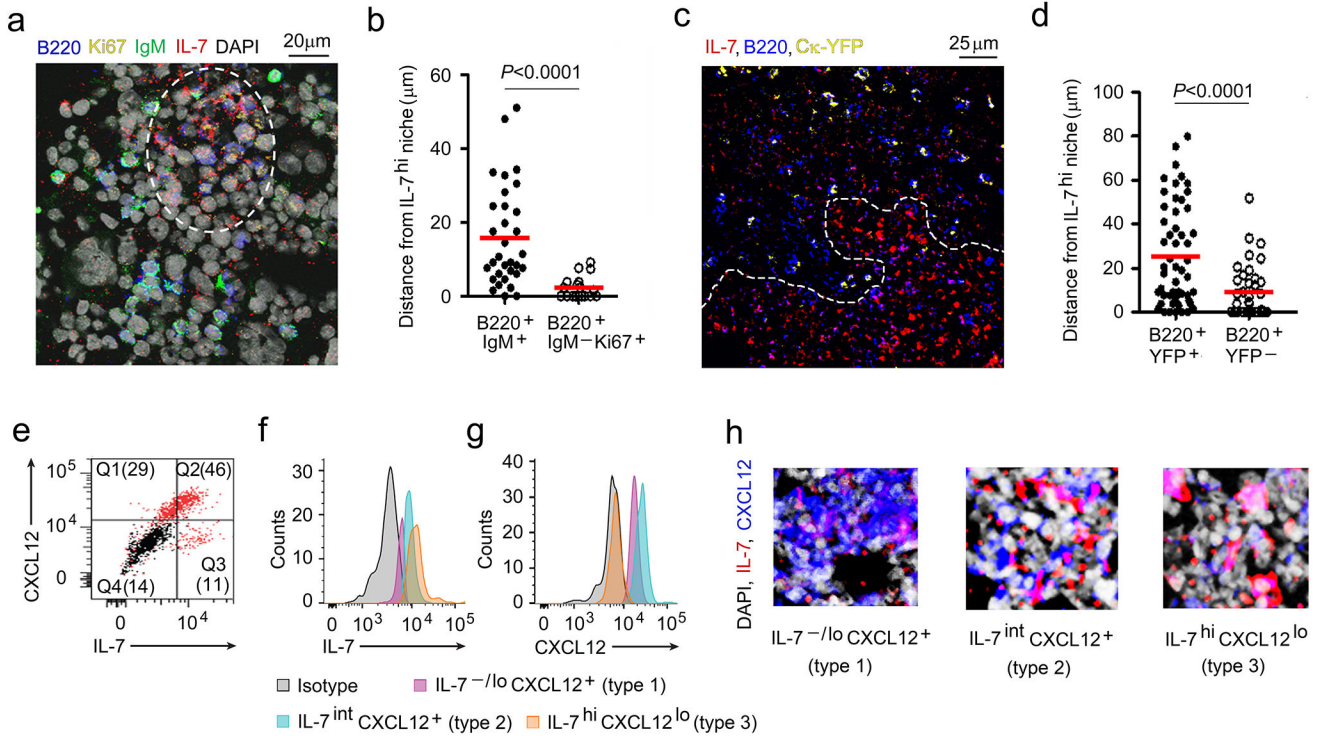 a
B220 Ki67 IgM IL-7 DAPI
20μm
b
P<0.0001
Distance from IL-7hi niche (μm)
60
40
20
0
B220+
IgM+
B220+
IgM−Ki67+
c
IL-7, B220, Cκ-YFP
25 μm
d
P<0.0001
Distance from IL-7hi niche (μm)
100
80
60
40
20
0
B220+
YFP+
B220+
YFP−
e
CXCL12
10^5
10^4
0
Q1(29)
Q2(46)
Q3
(11)
Q4(14)
0
10^4
IL-7
f
Counts
30
20
10
0
10^3
10^4
10^5
IL-7
g
Counts
40
30
20
10
0
10^3
10^4
10^5
CXCL12
Isotype
IL-7−/lo CXCL12+ (type 1)
IL-7int CXCL12+ (type 2)
IL-7hi CXCL12lo (type 3)
h
DAPI, IL-7, CXCL12
IL-7−/lo CXCL12+
(type 1)
IL-7int CXCL12+
(type 2)
IL-7hi CXCL12lo
(type 3)